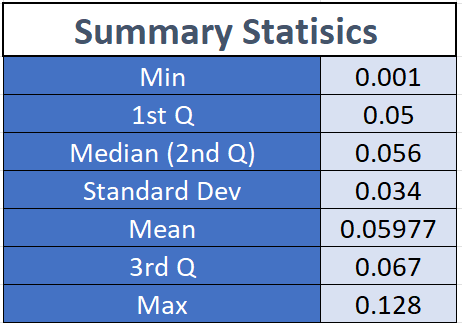 Summary Statisics
Min 0.001
1st Q 0.05
Median (2nd Q) 0.056
Standard Dev 0.034
Mean 0.05977
3rd Q 0.067
Max 0.128